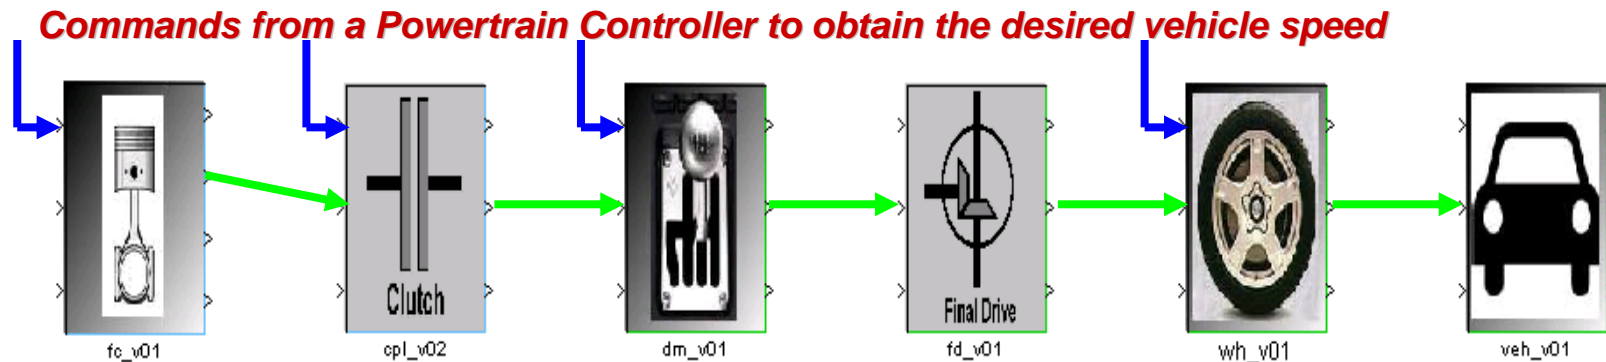 Commands from a Powertrain Controller to obtain the desired vehicle speed
Clutch
Final Drive
fc_v01
cpl_v02
dm_v01
fd_v01
wh_v01
veh_v01